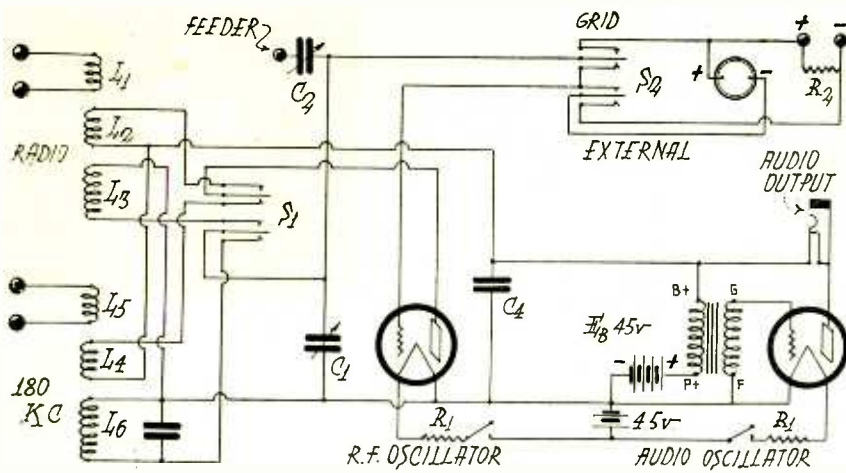 FEEDER
C2
GRID
+
-
L1
S2
+
-
R2
L2
RADIO
EXTERNAL
L3
S1
AUDIO
OUTPUT
L5
C1
C4
B+
G
EB 45v
-
+
P+
F
L4
180
KC
L6
R1
45v
R1
R.F. OSCILLATOR
AUDIO OSCILLATOR